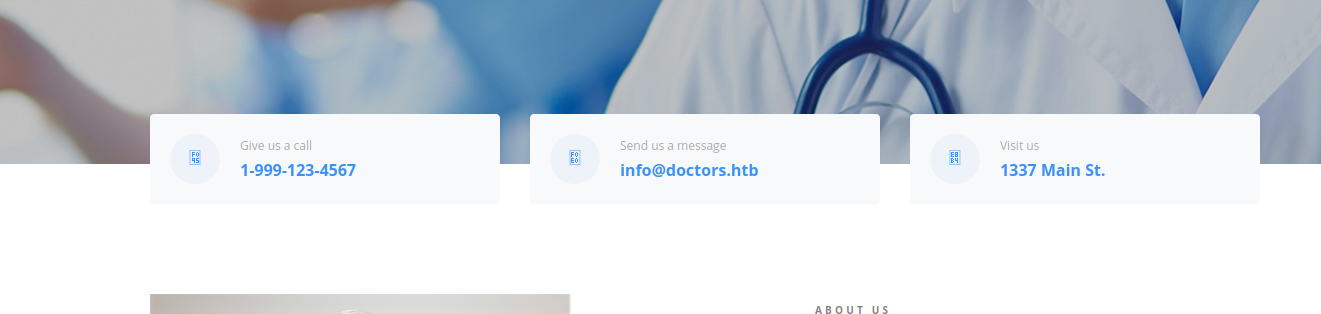 Give us a call
1-999-123-4567
Send us a message
info@doctors.htb
Visit us
1337 Main St.
ABOUT US